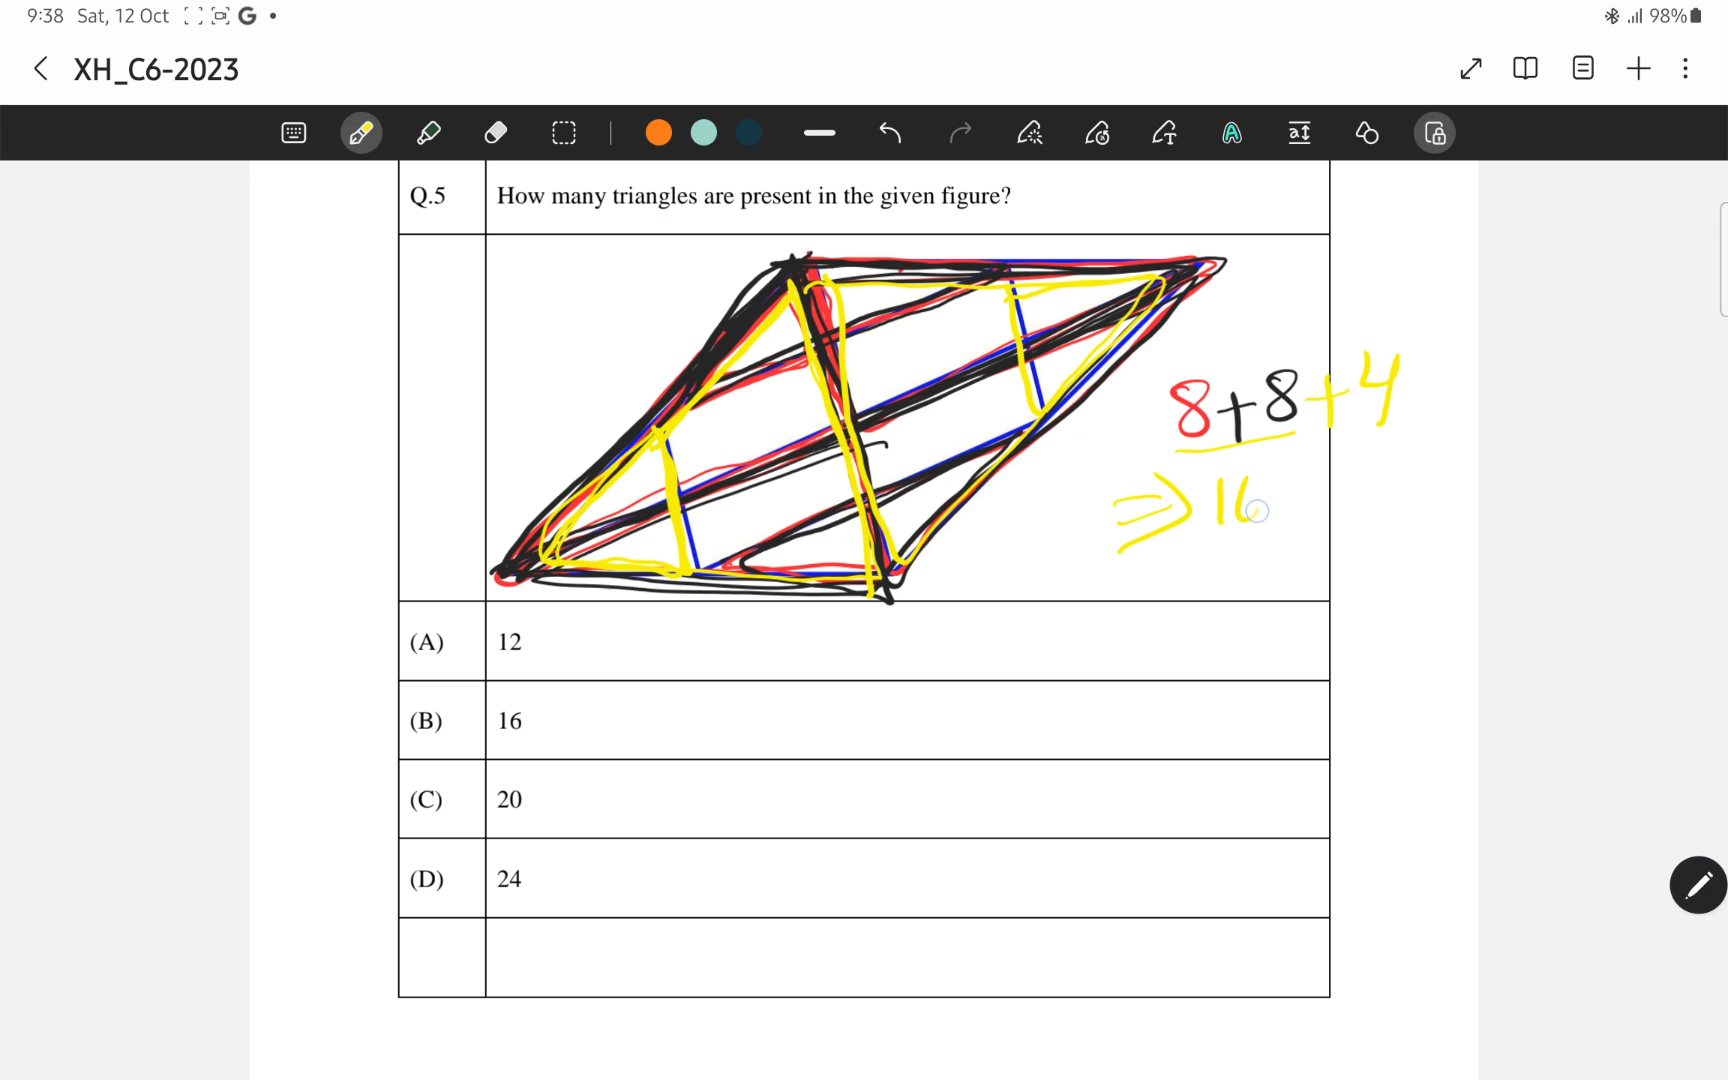 9:38 Sat, 12 Oct G
98%
XH_C6-2023
Q.5 How many triangles are present in the given figure?
8+8+4
⇒ 16
(A) 12
(B) 16
(C) 20
(D) 24